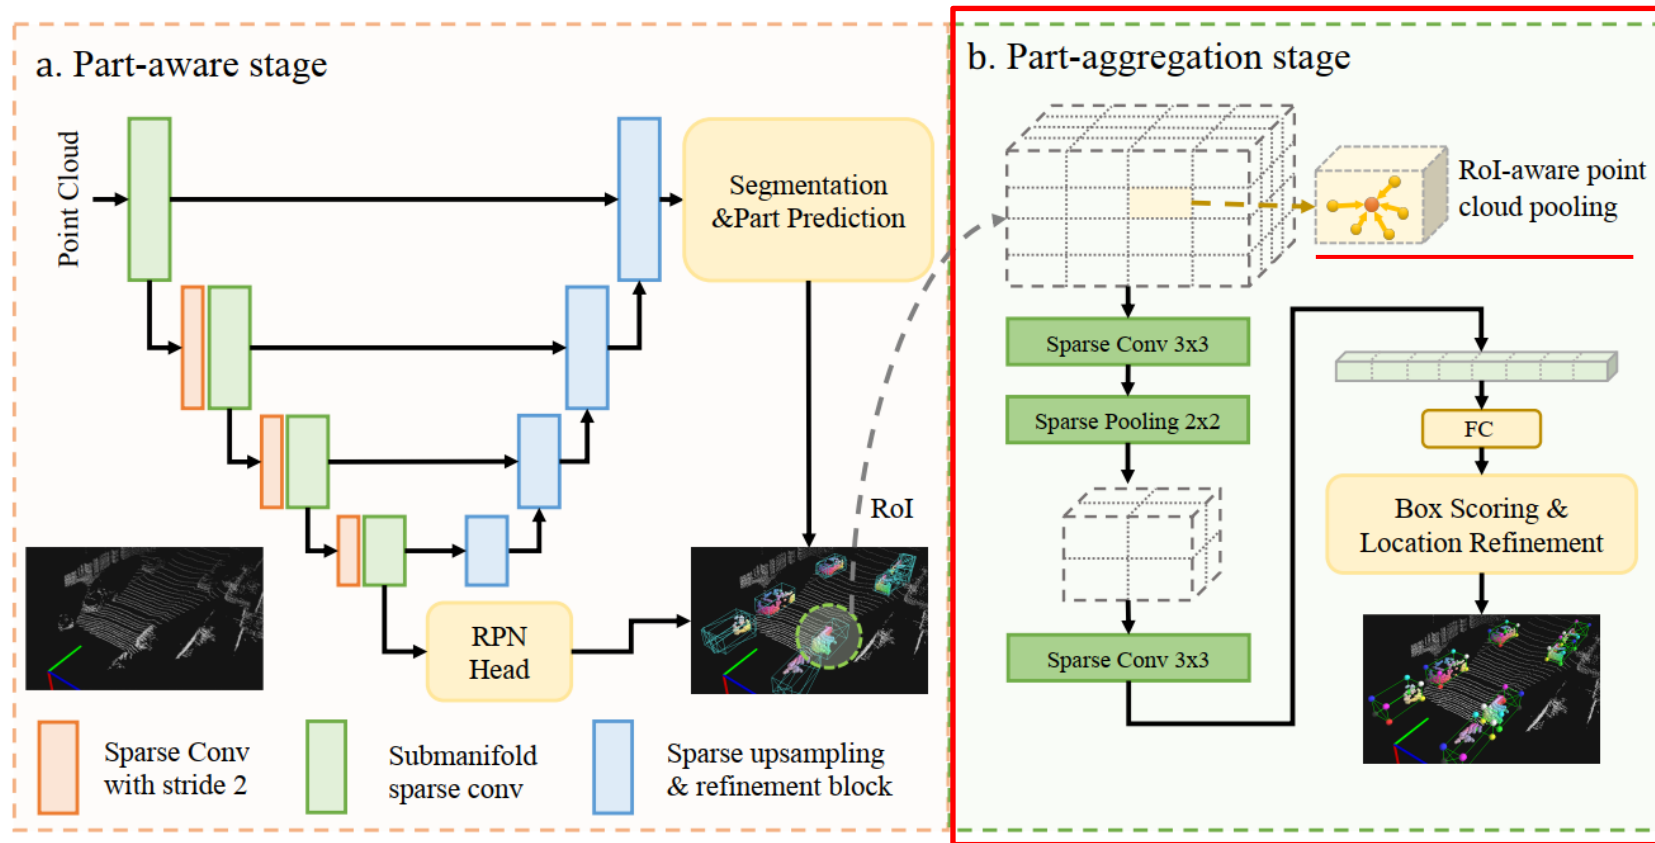 a. Part-aware stage
Point Cloud
Segmentation
&Part Prediction
RoI
RPN
Head
Sparse Conv
with stride 2
Submanifold
sparse conv
Sparse upsampling
& refinement block
b. Part-aggregation stage
RoI-aware point
cloud pooling
Sparse Conv 3x3
Sparse Pooling 2x2
Sparse Conv 3x3
FC
Box Scoring &
Location Refinement